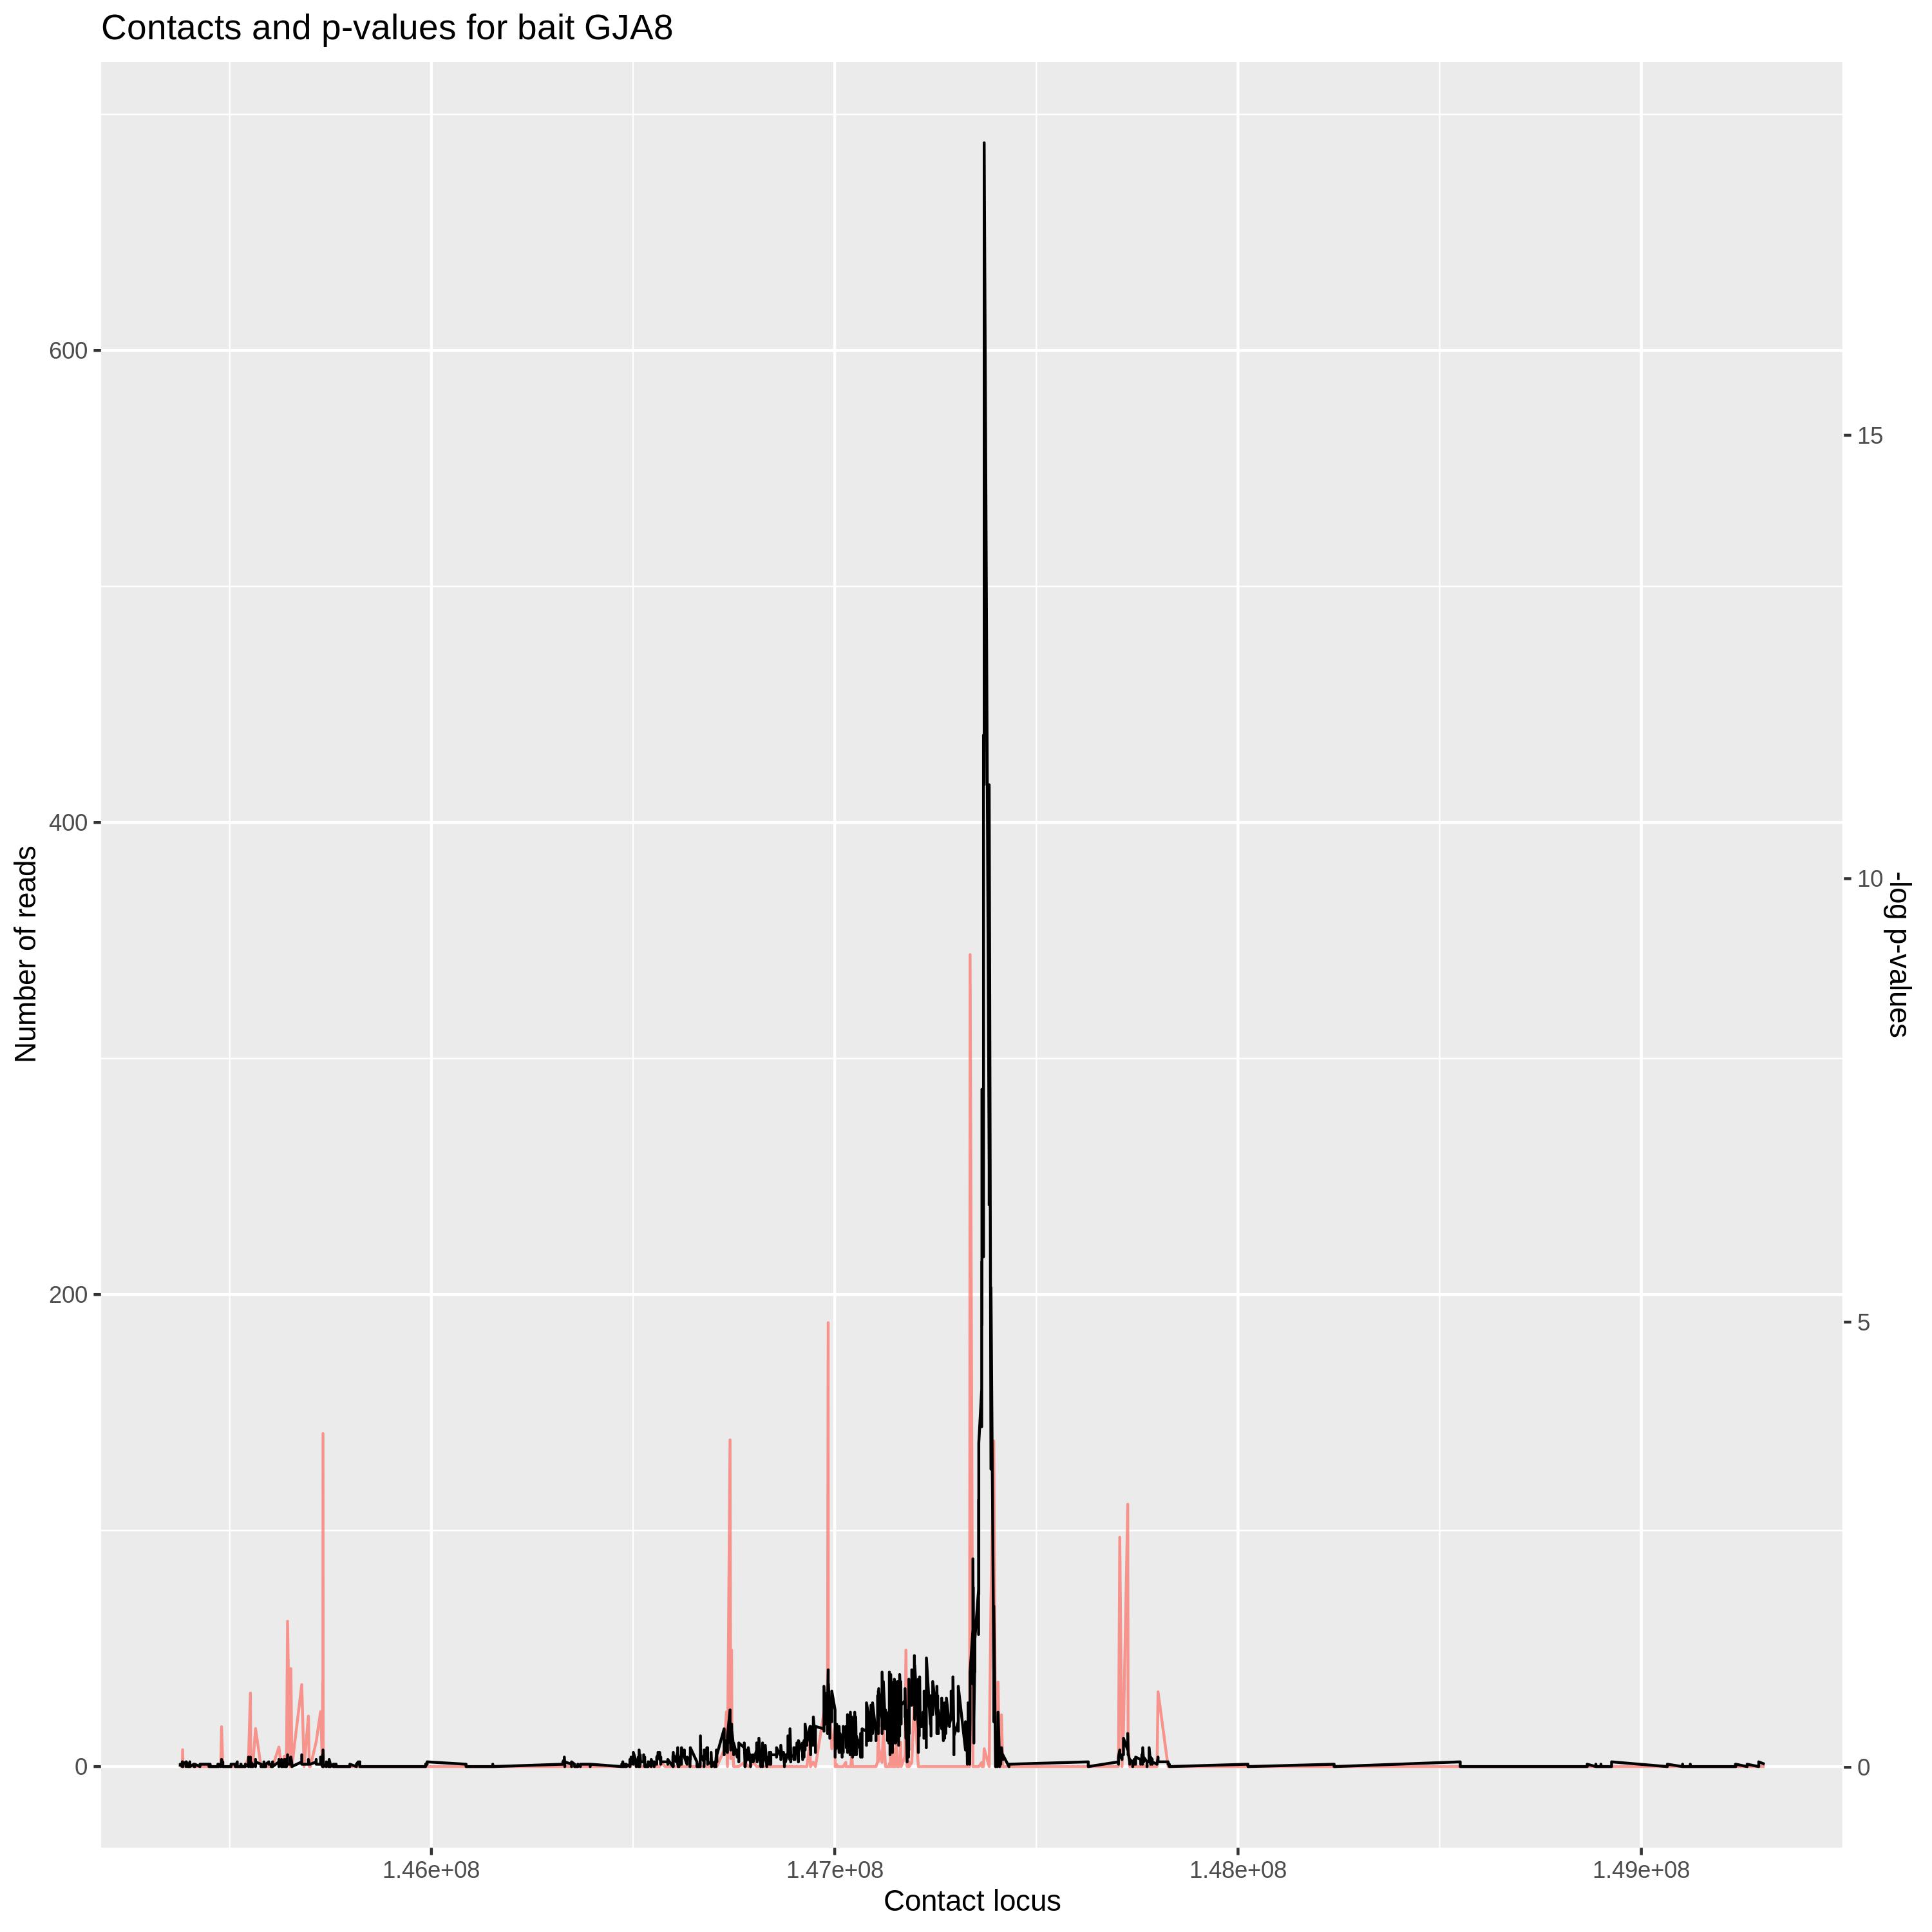 Contacts and p-values for bait GJA8
Number of reads
600
400
200
0
15
10
5
0
-log p-values
1.46e+08
1.47e+08
1.48e+08
1.49e+08
Contact locus